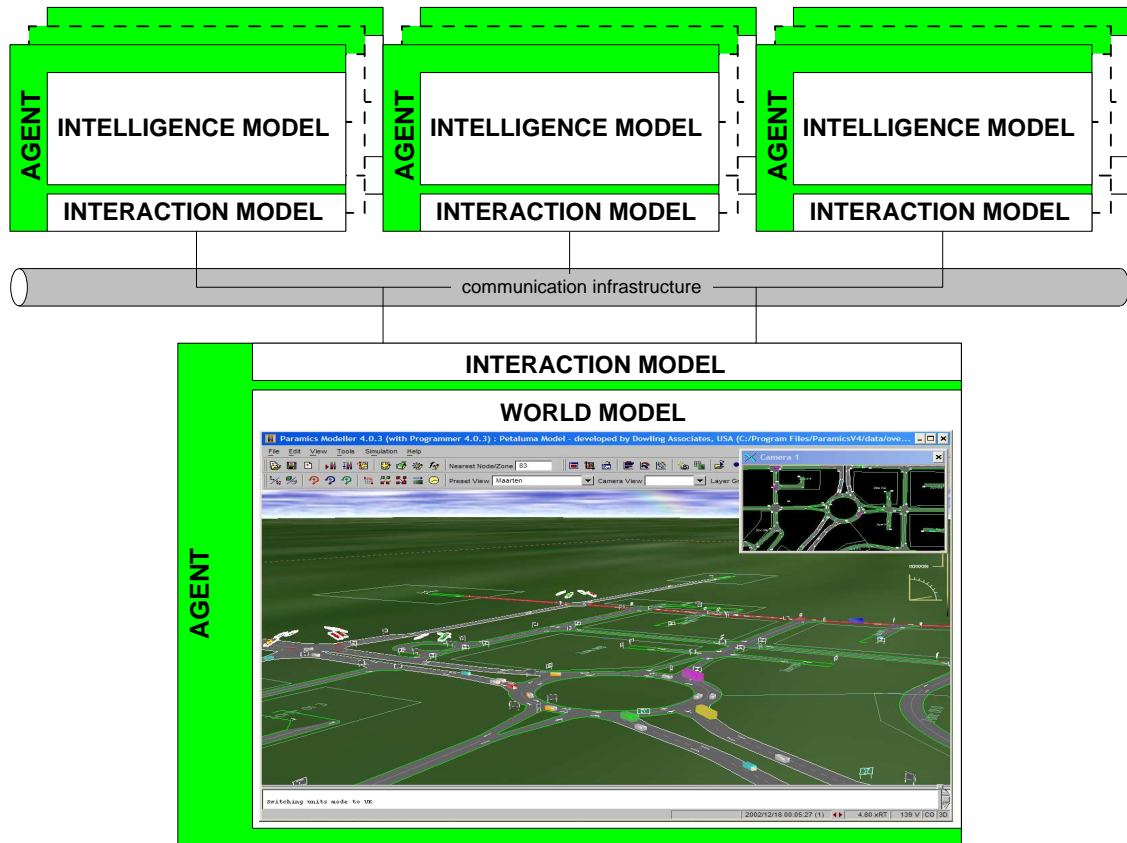 AGENT
INTELLIGENCE MODEL
INTERACTION MODEL
AGENT
INTELLIGENCE MODEL
INTERACTION MODEL
AGENT
INTELLIGENCE MODEL
INTERACTION MODEL
communication infrastructure
AGENT
INTERACTION MODEL
WORLD MODEL
Paramics Modeller 4.0.3 (with Programmer 4.0.3) : Petaluma Model - developed by Dowling Associates, USA (C:/Program Files/ParamicsV4/data/ove...
File Edit View Tools Simulation Help
Nearest Node/Zone 83
Camera 1
Preset View Maarten Camera View Layer Gr
Switching units mode to UK
2002/12/18 00:05:27 (1) 4.80 xRT 139 V CO 3D